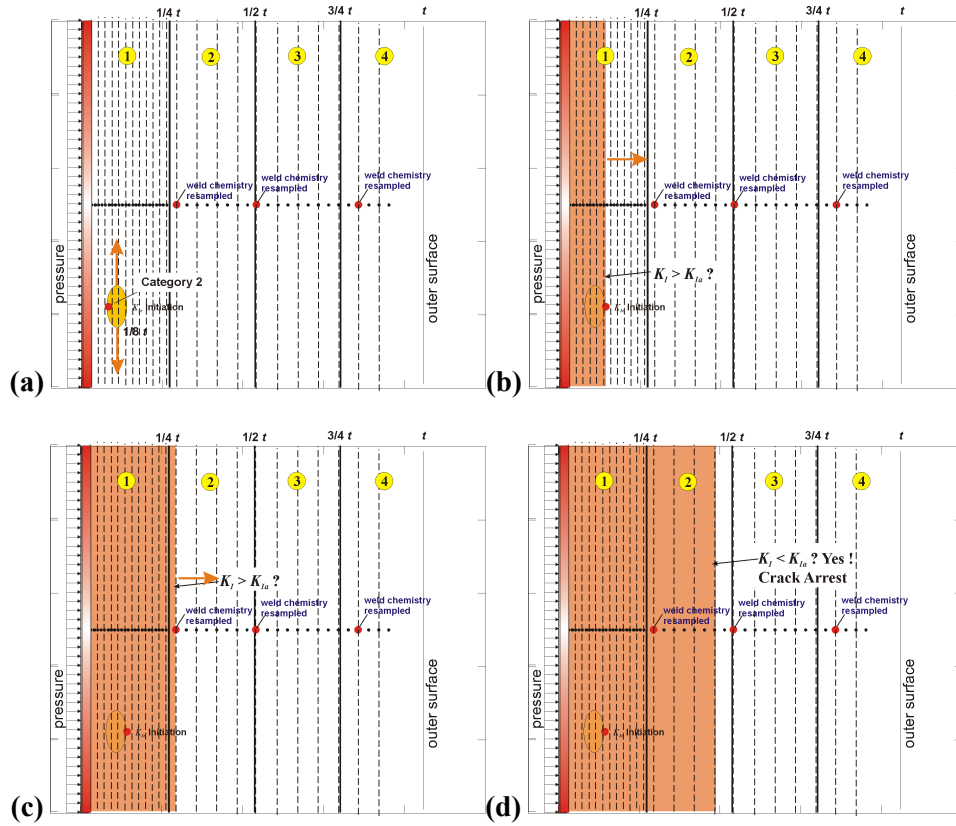 1/4 t 1/2 t 3/4 t t
1 2 3 4
weld chemistry resampled
weld chemistry resampled
weld chemistry resampled
pressure
Category 2
Initiation
1/8 t
outer surface
(a)
1/4 t 1/2 t 3/4 t t
1 2 3 4
weld chemistry resampled
weld chemistry resampled
weld chemistry resampled
K_I > K_Ia ?
pressure
K_Ic Initiation
outer surface
(b)
1/4 t 1/2 t 3/4 t t
1 2 3 4
K_I > K_Ia ?
weld chemistry resampled
weld chemistry resampled
weld chemistry resampled
pressure
K_Ic Initiation
outer surface
(c)
1/4 t 1/2 t 3/4 t t
1 2 3 4
K_I < K_Ia ? Yes !
Crack Arrest
weld chemistry resampled
weld chemistry resampled
weld chemistry resampled
pressure
K_Ic Initiation
outer surface
(d)